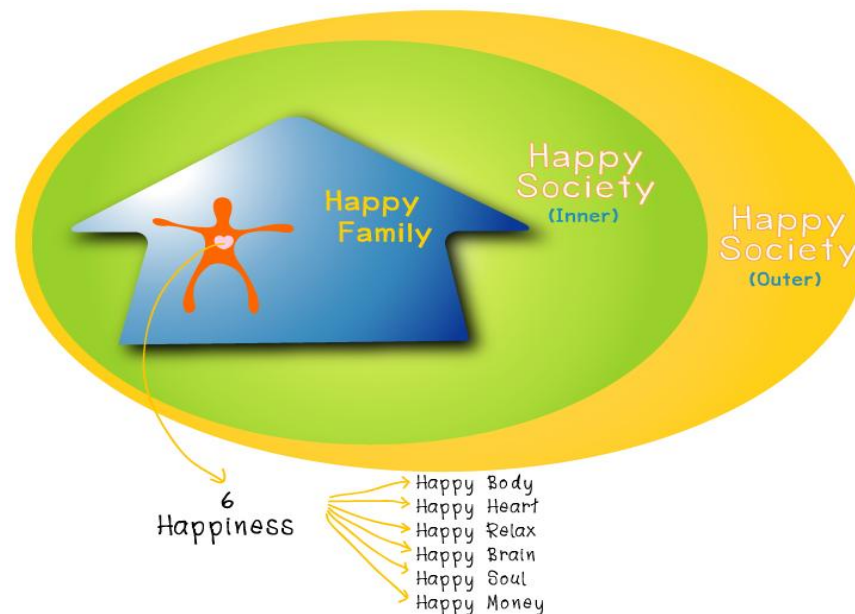 Happy
Family
Happy
Society
(Inner)
Happy
Society
(Outer)
6
Happiness
Happy Body
Happy Heart
Happy Relax
Happy Brain
Happy Soul
Happy Money